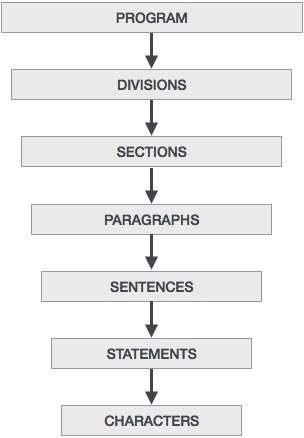 PROGRAM
DIVISIONS
SECTIONS
PARAGRAPHS
SENTENCES
STATEMENTS
CHARACTERS